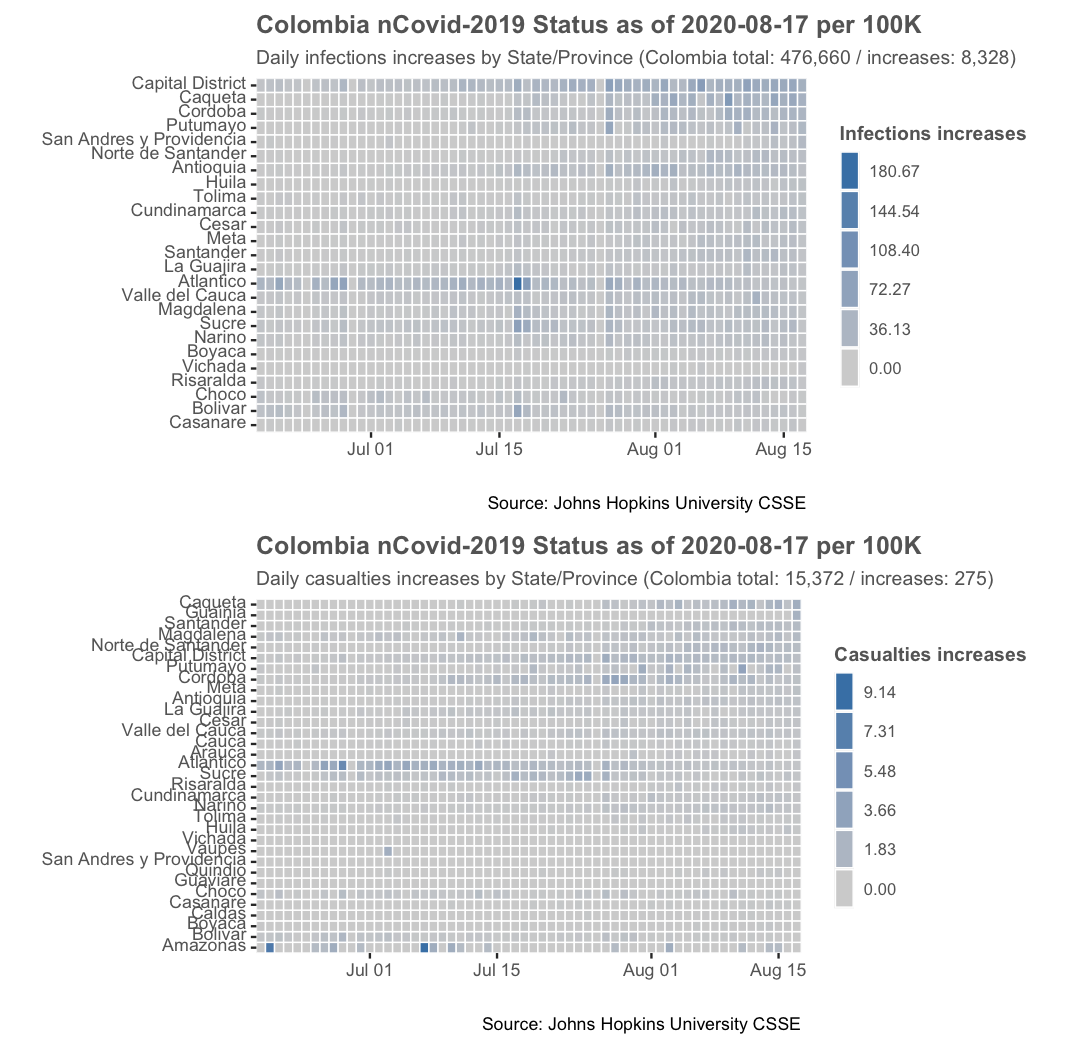 Colombia nCovid-2019 Status as of 2020-08-17 per 100K
Daily infections increases by State/Province (Colombia total: 476,660 / increases: 8,328)
Capital District
Caqueta
Cordoba
Putumayo
San Andres y Providencia
Norte de Santander
Antioquia
Huila
Tolima
Cundinamarca
Cesar
Meta
Santander
La Guajira
Atlantico
Valle del Cauca
Magdalena
Sucre
Narino
Boyaca
Vichada
Risaralda
Choco
Bolivar
Casanare
Jul 01 Jul 15 Aug 01 Aug 15
Infections increases
180.67
144.54
108.40
72.27
36.13
0.00
Source: Johns Hopkins University CSSE
Colombia nCovid-2019 Status as of 2020-08-17 per 100K
Daily casualties increases by State/Province (Colombia total: 15,372 / increases: 275)
Caqueta
Guainia
Santander
Magdalena
Norte de Santander
Capital District
Putumayo
Cordoba
Meta
Antioquia
La Guajira
Cesar
Valle del Cauca
Cauca
Arauca
Atlantico
Sucre
Risaralda
Cundinamarca
Narino
Tolima
Huila
Vichada
Vaupes
San Andres y Providencia
Quindio
Guaviare
Choco
Casanare
Caldas
Boyaca
Bolivar
Amazonas
Jul 01 Jul 15 Aug 01 Aug 15
Casualties increases
9.14
7.31
5.48
3.66
1.83
0.00
Source: Johns Hopkins University CSSE